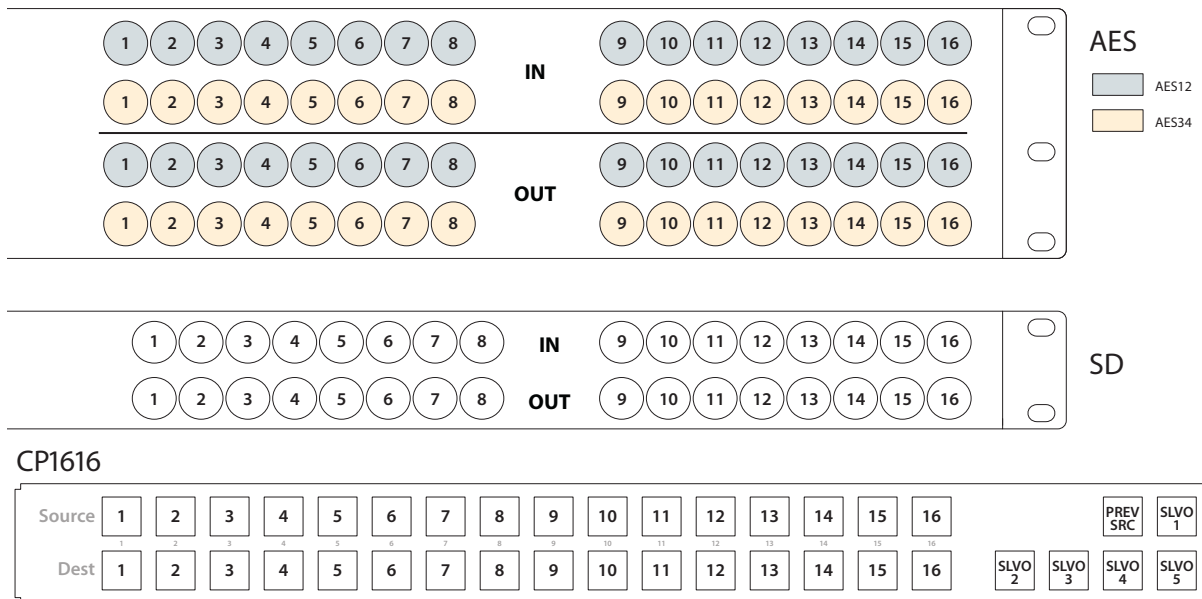 1 2 3 4 5 6 7 8 9 10 11 12 13 14 15 16
IN
1 2 3 4 5 6 7 8 9 10 11 12 13 14 15 16
1 2 3 4 5 6 7 8 9 10 11 12 13 14 15 16
OUT
1 2 3 4 5 6 7 8 9 10 11 12 13 14 15 16
AES
AES12
AES34
1 2 3 4 5 6 7 8 IN 9 10 11 12 13 14 15 16
1 2 3 4 5 6 7 8 OUT 9 10 11 12 13 14 15 16
SD
CP1616
Source 1 2 3 4 5 6 7 8 9 10 11 12 13 14 15 16 PREV SRC SLVO 1
1 2 3 4 5 6 7 8 9 10 11 12 13 14 15 16
Dest 1 2 3 4 5 6 7 8 9 10 11 12 13 14 15 16 SLVO 2 SLVO 3 SLVO 4 SLVO 5